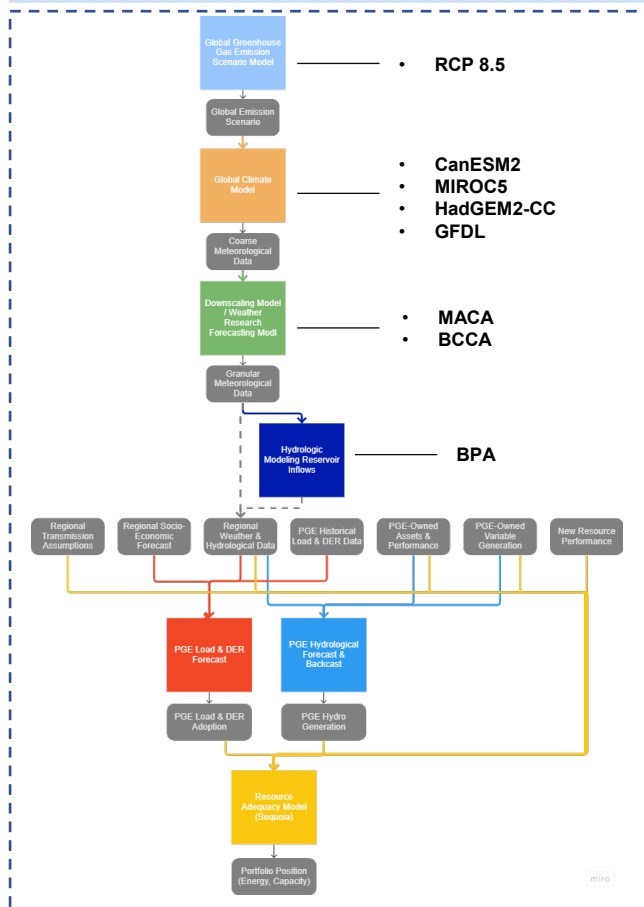 Global Greenhouse
Gas Emission
Scenario Model
• RCP 8.5
Global Emission
Scenario
Global Climate
Model
• CanESM2
• MIROC5
• HadGEM2-CC
• GFDL
Coarse
Meteorological
Data
Downscaling Model
/ Weather
Research
Forecasting Modl
• MACA
• BCCA
Granular
Meteorological
Data
Hydrologic
Modeling Reservoir
Inflows
BPA
Regional
Transmission
Assumptions
Regional Socio-
Economic
Forecast
Regional
Weather &
Hydrological Data
PGE Historical
Load & DER Data
PGE-Owned
Assets &
Performance
PGE-Owned
Variable
Generation
New Resource
Performance
PGE Load & DER
Forecast
PGE Hydrological
Forecast &
Backcast
PGE Load & DER
Adoption
PGE Hydro
Generation
Resource
Adequacy Model
(Sequoia)
Portfolio Position
(Energy, Capacity)
miro